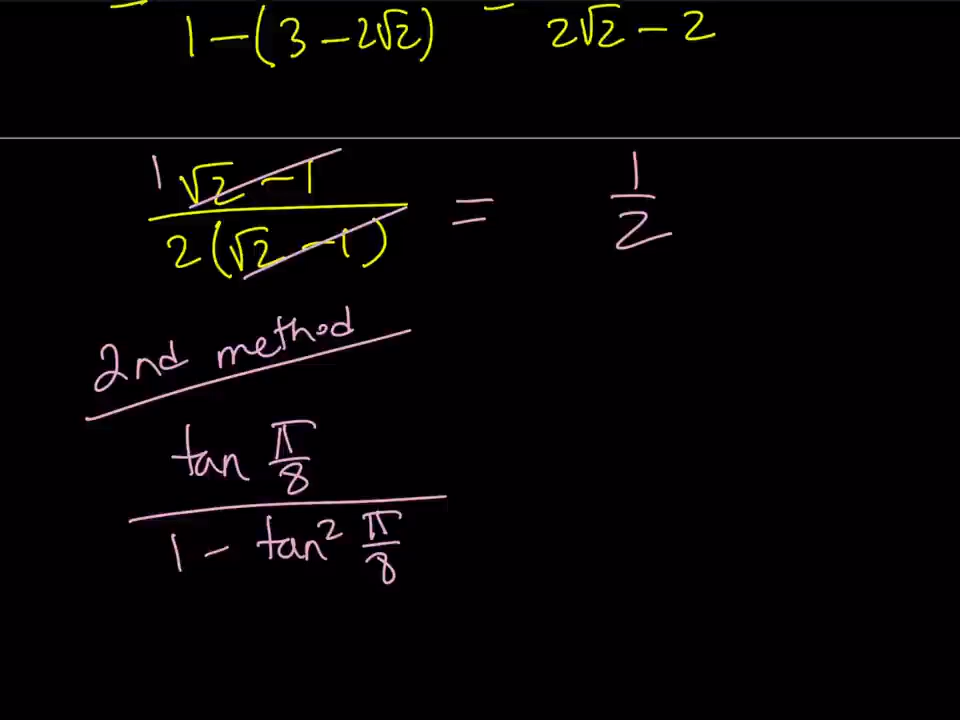 1 – (3 – 2√2)   2√2 – 2
1 √2 – 1
2(√2 – 1) = 1/2
2nd method
tan π/8
1 – tan² π/8